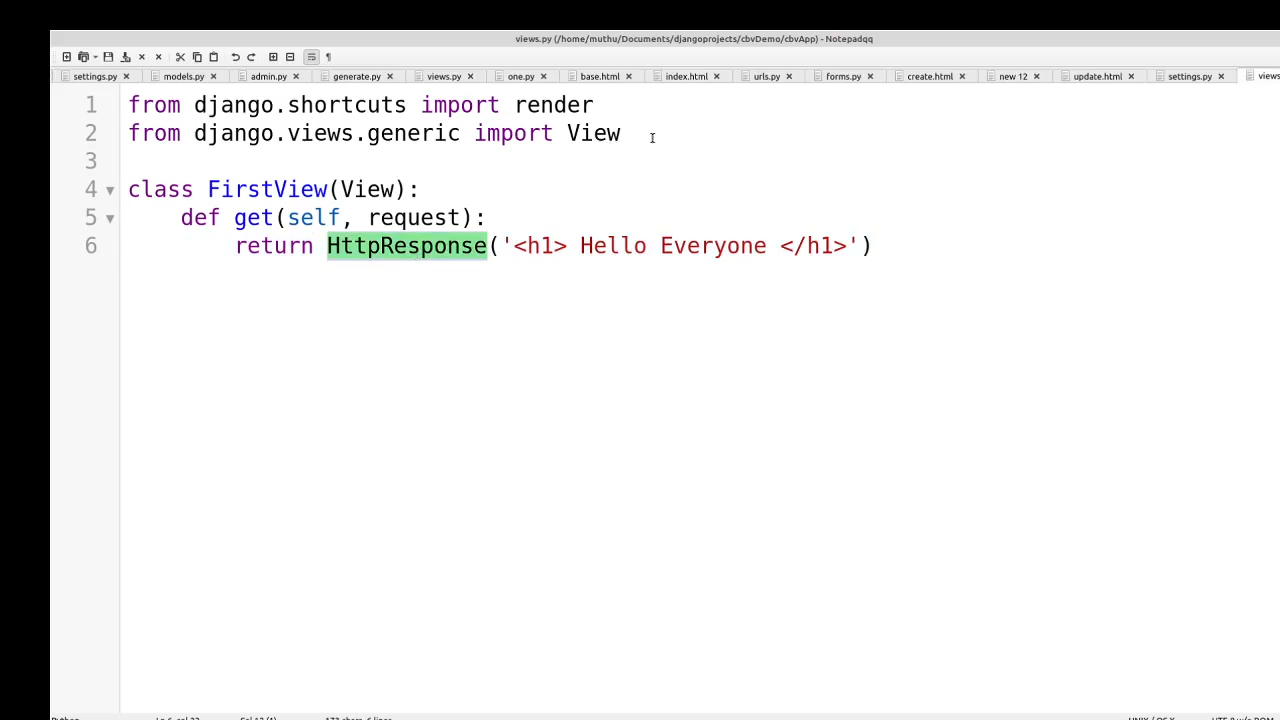 views.py (/home/muthu/Documents/djangoprojects/cbvDemo/cbvApp) - Notepadqq
settings.py models.py admin.py generate.py views.py one.py base.html index.html urls.py forms.py create.html new 12 update.html settings.py views
1 from django.shortcuts import render
2 from django.views.generic import View
3
4 class FirstView(View):
5 def get(self, request):
6 return HttpResponse('<h1> Hello Everyone </h1>')